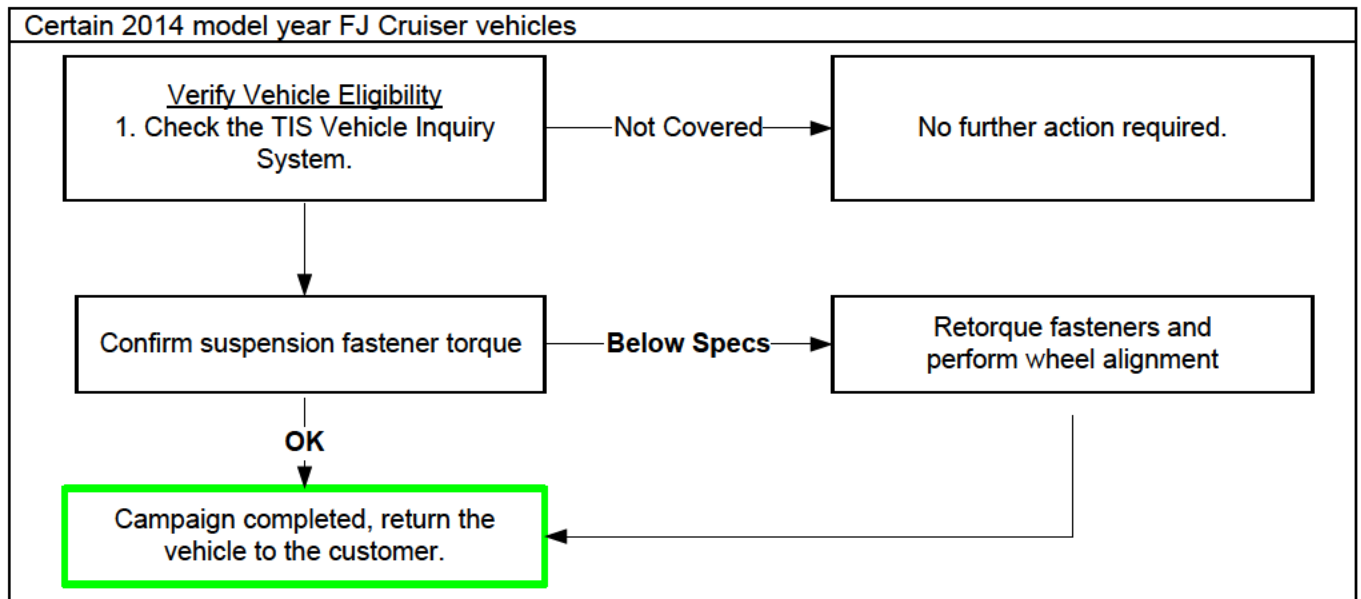 Certain 2014 model year FJ Cruiser vehicles
Verify Vehicle Eligibility
1. Check the TIS Vehicle Inquiry
System.
Not Covered
No further action required.
Confirm suspension fastener torque
Below Specs
Retorque fasteners and
perform wheel alignment
OK
Campaign completed, return the
vehicle to the customer.